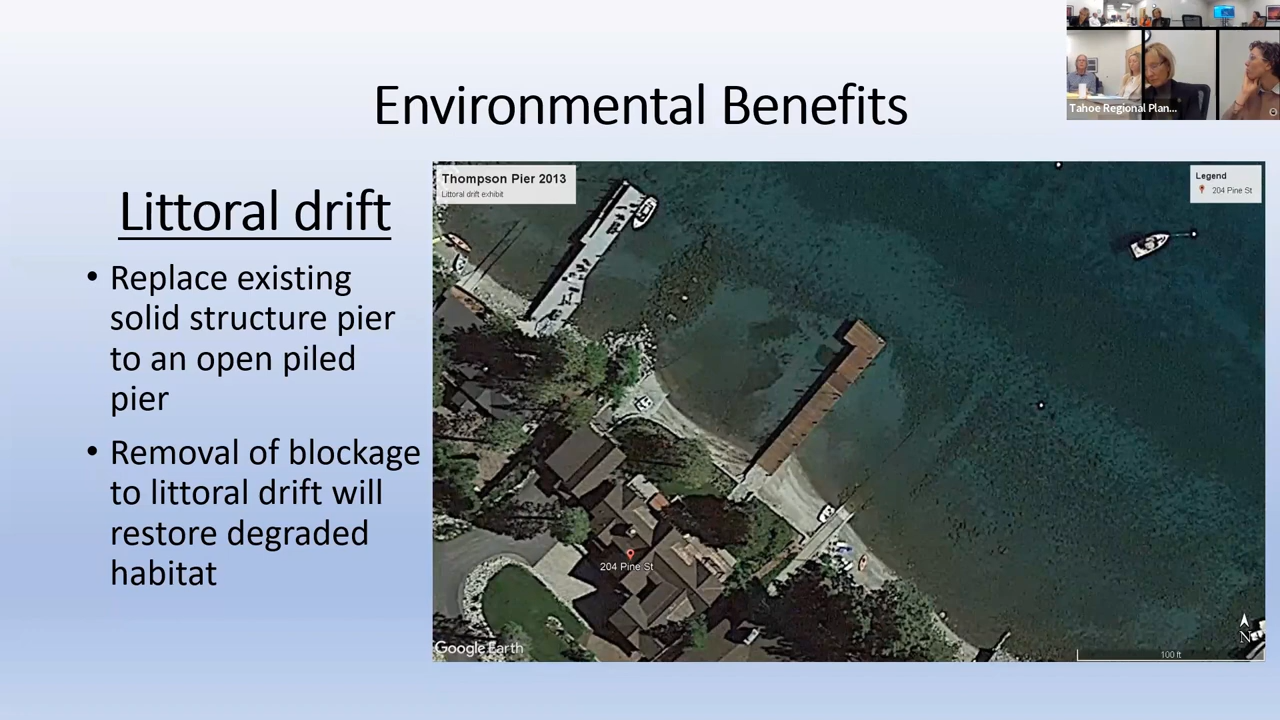 Tahoe Regional Plan...
Environmental Benefits
Littoral drift
• Replace existing
solid structure pier
to an open piled
pier
• Removal of blockage
to littoral drift will
restore degraded
habitat
Thompson Pier 2013
Littoral drift exhibit
Legend
204 Pine St
204 Pine St
Google Earth
N
100 ft